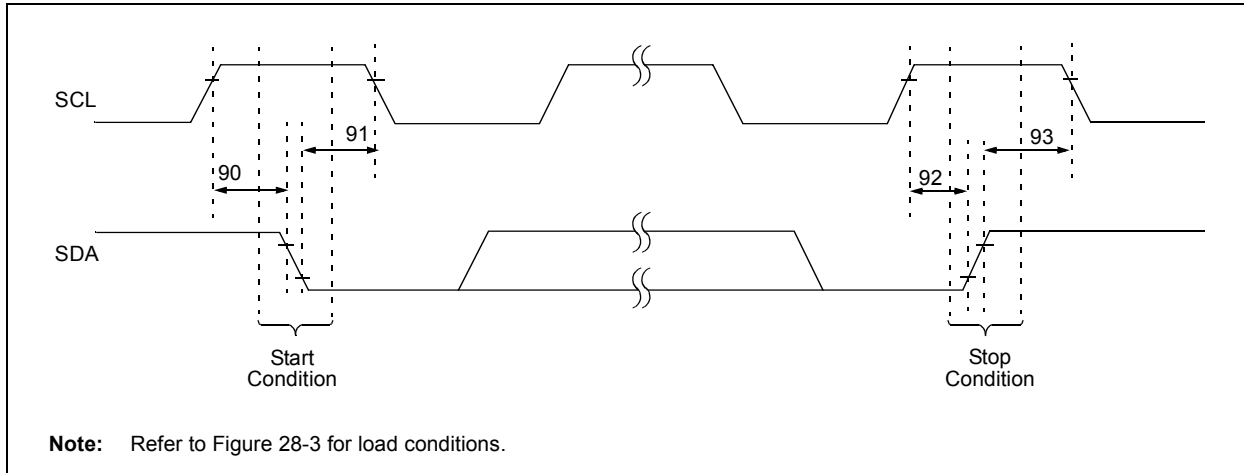 SCL
91
93
90
92
SDA
Start
Condition
Stop
Condition
Note: Refer to Figure 28-3 for load conditions.